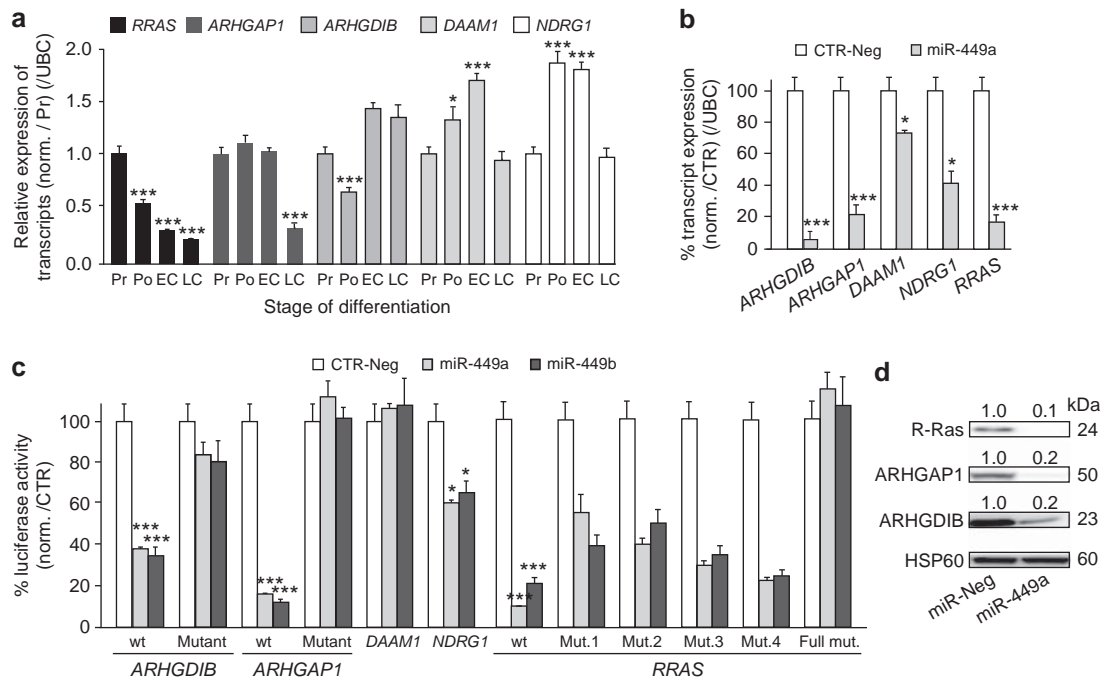 a
RRAS ARHGAP1 ARHGDIB DAAM1 NDRG1
Relative expression of
transcripts (norm. / Pr) (/UBC)
2.0
1.5
1.0
0.5
0.0
*** *** ***
***
***
* ***
*** ***
Pr Po EC LC Pr Po EC LC Pr Po EC LC Pr Po EC LC Pr Po EC LC
Stage of differentiation
b
CTR-Neg miR-449a
% transcript expression
(norm. /CTR) (/UBC)
100
80
60
40
20
0
*** *** * * ***
ARHGDIB ARHGAP1 DAAM1 NDRG1 RRAS
c
CTR-Neg miR-449a miR-449b
% luciferase activity
(norm. /CTR)
100
80
60
40
20
0
*** *** *** *** * * *** ***
wt Mutant wt Mutant DAAM1 NDRG1 wt Mut.1 Mut.2 Mut.3 Mut.4 Full mut.
ARHGDIB ARHGAP1 RRAS
d
1.0 0.1 kDa
R-Ras 24
1.0 0.2
ARHGAP1 50
1.0 0.2
ARHGDIB 23
HSP60 60
miR-Neg miR-449a